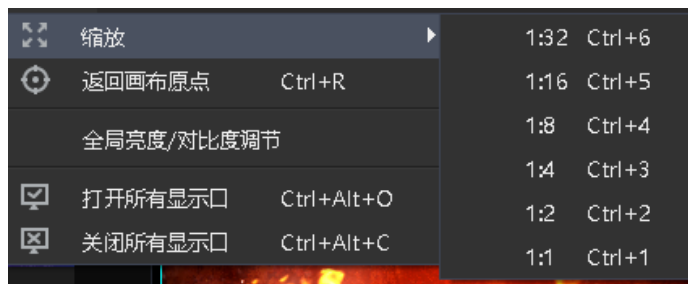 缩放
返回画布原点 Ctrl+R
全局亮度/对比度调节
打开所有显示口 Ctrl+Alt+O
关闭所有显示口 Ctrl+Alt+C
1:32 Ctrl+6
1:16 Ctrl+5
1:8 Ctrl+4
1:4 Ctrl+3
1:2 Ctrl+2
1:1 Ctrl+1